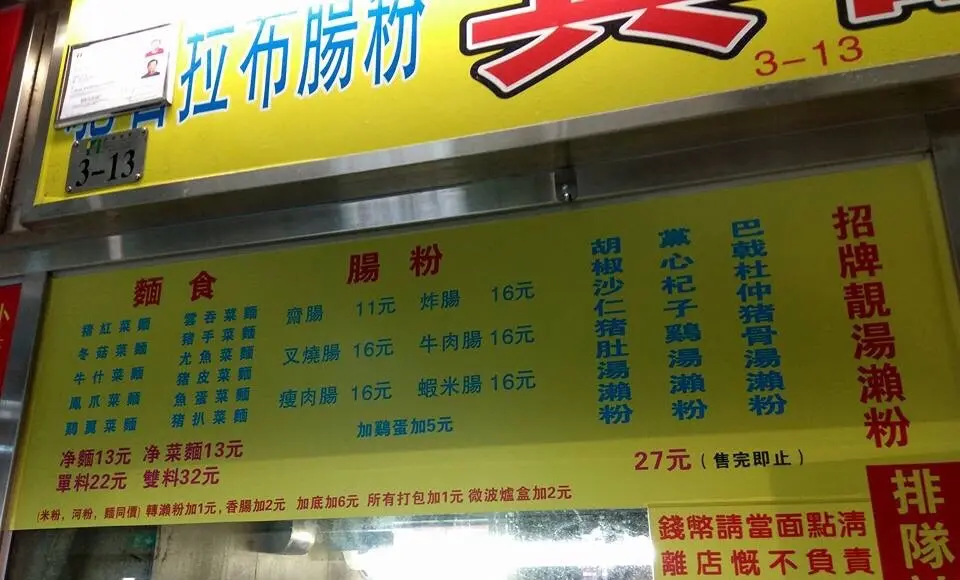 拉布腸粉
3-13
3-13
麵食
豬紅菜麵
冬菇菜麵
牛什菜麵
鳳爪菜麵
鷄翼菜麵
雲吞菜麵
豬手菜麵
尤魚菜麵
豬皮菜麵
魚蛋菜麵
豬扒菜麵
净麵13元 净菜麵13元
單料22元 雙料32元
腸粉
齋腸 11元 炸腸 16元
叉燒腸 16元 牛肉腸 16元
瘦肉腸 16元 蝦米腸 16元
加鷄蛋加5元
(米粉，河粉，麵同價) 轉瀨粉加1元，香腸加2元 加底加6元 所有打包加1元 微波爐盒加2元
招牌靚湯瀨粉
巴戟杜仲猪骨湯瀨粉
黨心杞子鷄湯瀨粉
胡椒沙仁猪肚湯瀨粉
27元（售完即止）
錢幣請當面點清
離店慨不負責
排隊